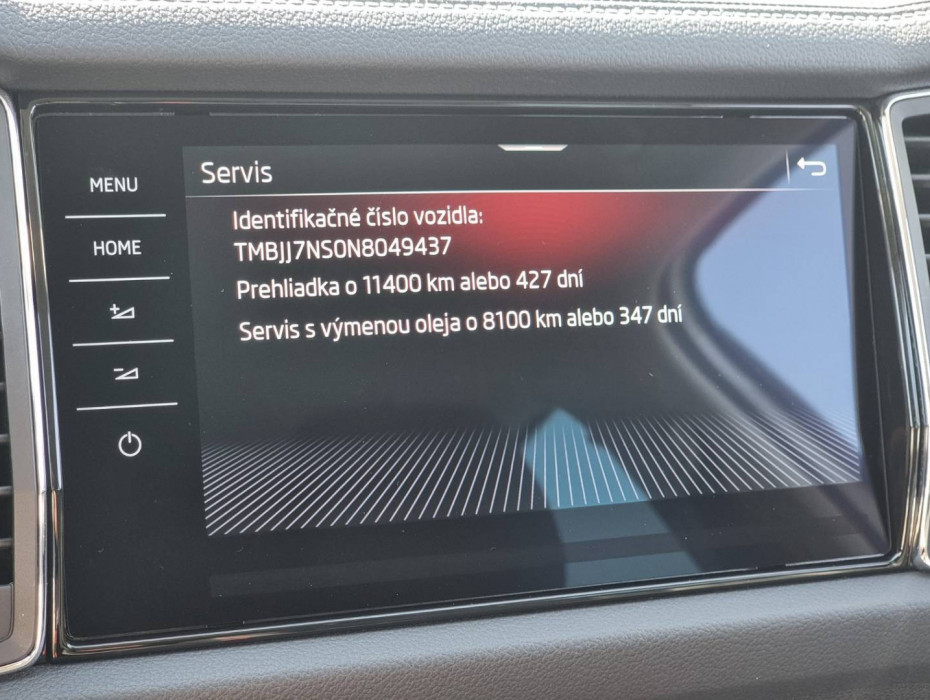 Servis
MENU
Identifikačné číslo vozidla:
HOME
TMBJJ7NS0N8049437
Prehliadka o 11400 km alebo 427 dní
Servis s výmenou oleja o 8100 km alebo 347 dní